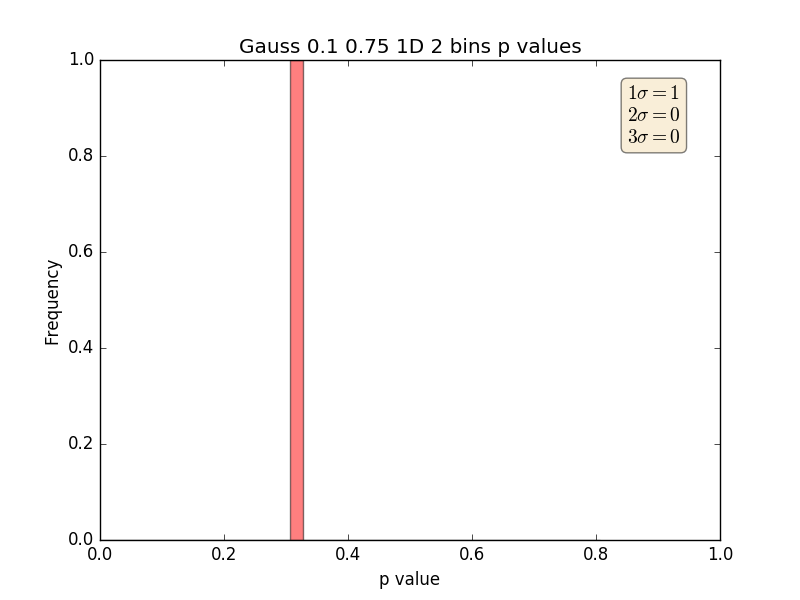 Gauss 0.1 0.75 1D 2 bins p values
1.0
0.8
0.6
0.4
0.2
0.0
Frequency
1σ = 1
2σ = 0
3σ = 0
0.0 0.2 0.4 0.6 0.8 1.0
p value